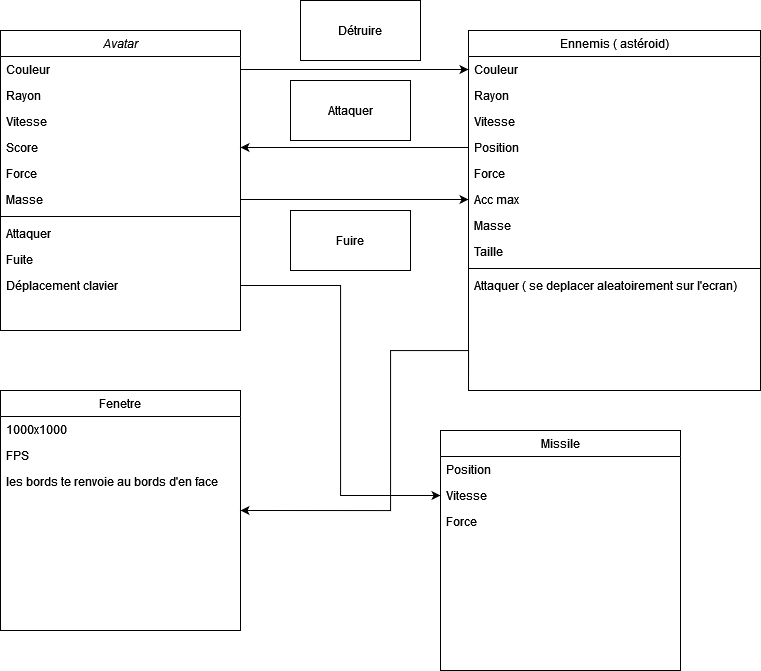 Détruire
Avatar
Couleur
Rayon
Vitesse
Score
Force
Masse
Attaquer
Fuite
Déplacement clavier
Attaquer
Fuire
Ennemis ( astéroid)
Couleur
Rayon
Vitesse
Position
Force
Acc max
Masse
Taille
Attaquer ( se deplacer aleatoirement sur l'ecran)
Fenetre
1000x1000
FPS
les bords te renvoie au bords d'en face
Missile
Position
Vitesse
Force